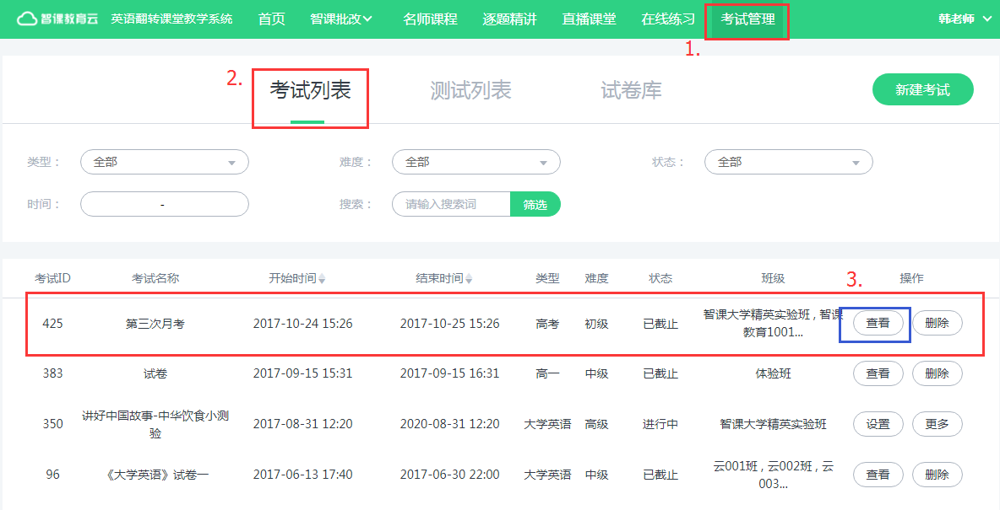 智课教育云 英语翻转课堂教学系统 首页 智课批改 名师课程 逐题精讲 直播课堂 在线练习 考试管理 韩老师
1.
2. 考试列表 测试列表 试卷库 新建考试
类型： 全部 难度： 全部 状态： 全部
时间： - 搜索： 请输入搜索词 筛选
3.
考试ID 考试名称 开始时间 结束时间 类型 难度 状态 班级 操作
425 第三次月考 2017-10-24 15:26 2017-10-25 15:26 高考 初级 已截止 智课大学精英实验班，智课 查看 删除
教育1001...
383 试卷 2017-09-15 15:31 2017-09-15 16:31 高一 中级 已截止 体验班 查看 删除
350 讲好中国故事-中华饮食小测 2017-08-31 12:20 2020-08-31 12:20 大学英语 高级 进行中 智课大学精英实验班 设置 更多
验
96 《大学英语》试卷一 2017-06-13 17:40 2017-06-30 22:00 大学英语 中级 已截止 云001班，云002班，云 查看 删除
003...